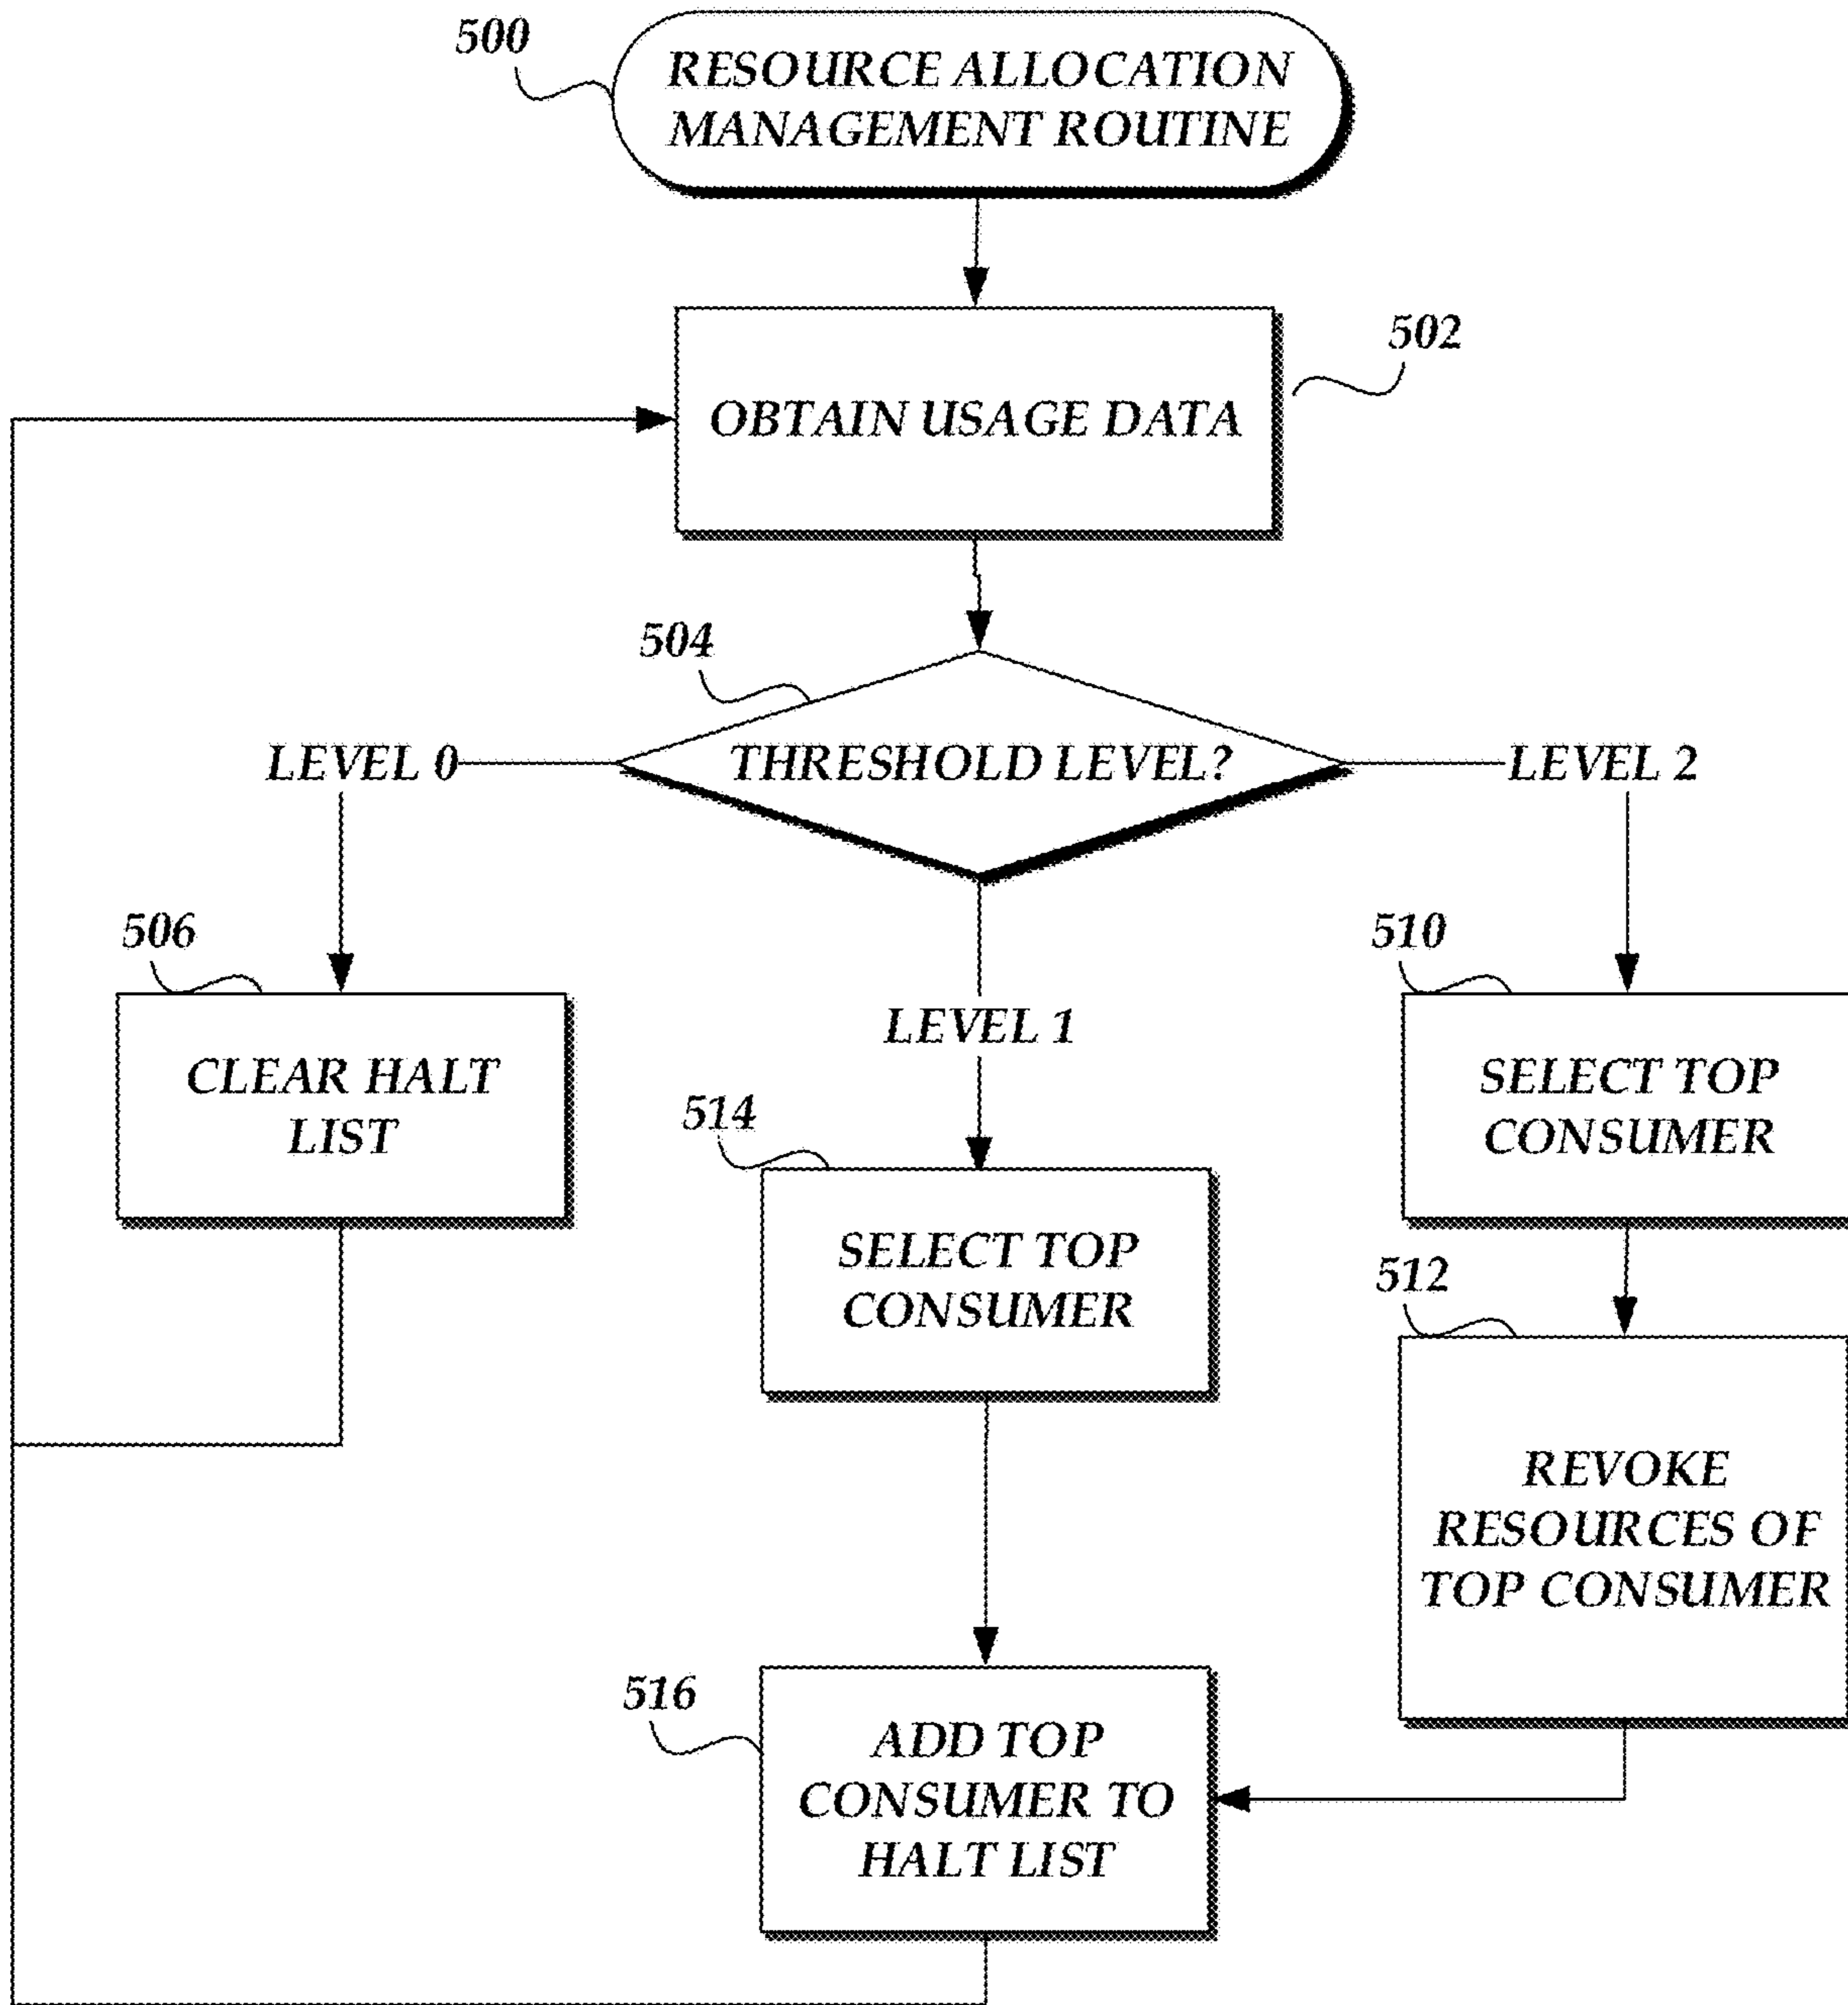 500
RESOURCE ALLOCATION
MANAGEMENT ROUTINE
502
OBTAIN USAGE DATA
504
LEVEL 0
THRESHOLD LEVEL?
LEVEL 2
506
CLEAR HALT
LIST
LEVEL 1
510
SELECT TOP
CONSUMER
514
SELECT TOP
CONSUMER
512
REVOKE
RESOURCES OF
TOP CONSUMER
516
ADD TOP
CONSUMER TO
HALT LIST